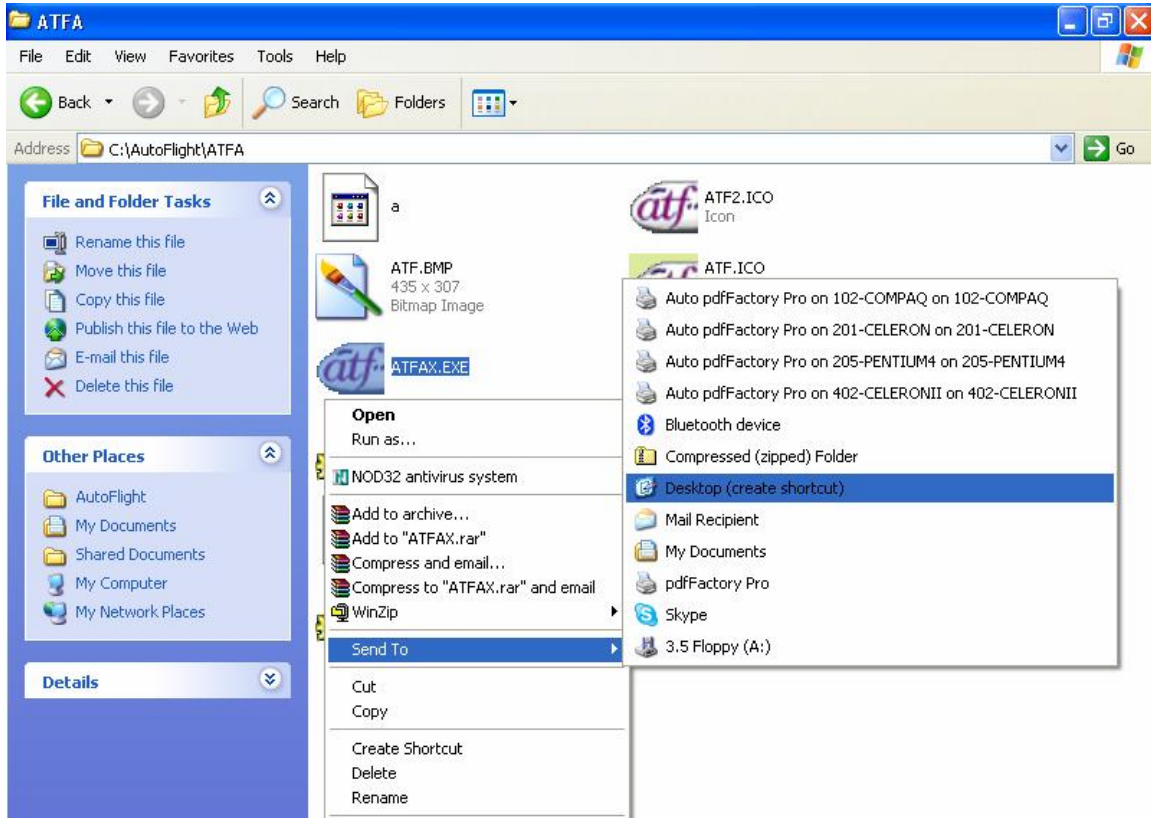 ATFA
File Edit View Favorites Tools Help
Back Search Folders
Address C:\AutoFlight\ATFA Go
File and Folder Tasks
Rename this file
Move this file
Copy this file
Publish this file to the Web
E-mail this file
Delete this file
Other Places
AutoFlight
My Documents
Shared Documents
My Computer
My Network Places
Details
a
atf ATF2.ICO
Icon
ATF.BMP
435 x 307
Bitmap Image
ATF.ICO
atf ATFAX.EXE
Open
Run as...
NOD32 antivirus system
Add to archive...
Add to "ATFAX.rar"
Compress and email...
Compress to "ATFAX.rar" and email
WinZip
Send To
Cut
Copy
Create Shortcut
Delete
Rename
Auto pdfFactory Pro on 102-COMPAQ on 102-COMPAQ
Auto pdfFactory Pro on 201-CELERON on 201-CELERON
Auto pdfFactory Pro on 205-PENTIUM4 on 205-PENTIUM4
Auto pdfFactory Pro on 402-CELERONII on 402-CELERONII
Bluetooth device
Compressed (zipped) Folder
Desktop (create shortcut)
Mail Recipient
My Documents
pdfFactory Pro
Skype
3.5 Floppy (A:)